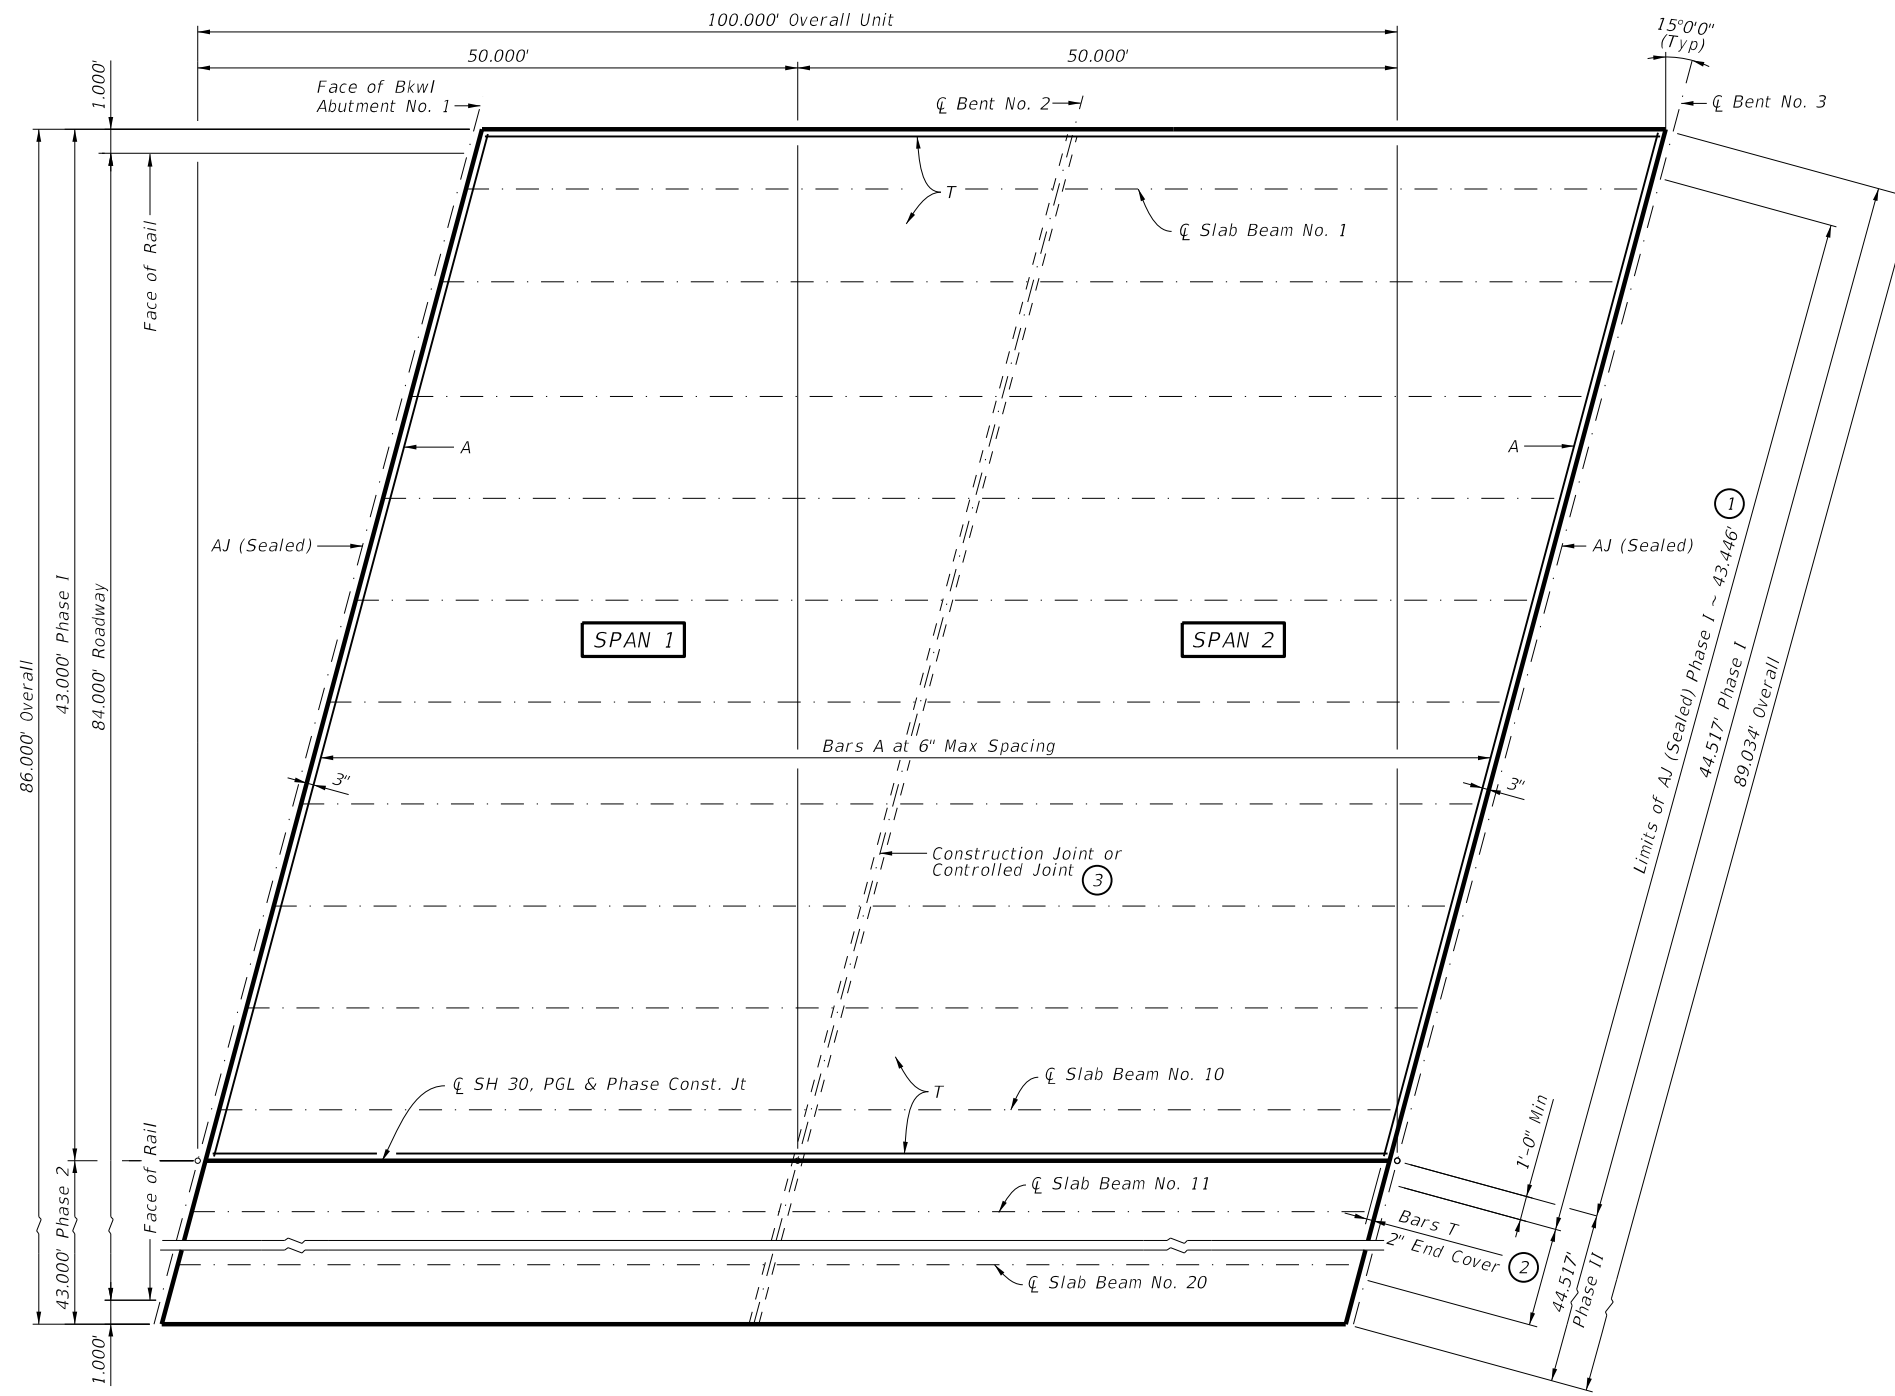 100.000' Overall Unit
50.000'
50.000'
15°0'0"
(Typ)
1.000'
Face of Bkwl
Abutment No. 1
℄ Bent No. 2
℄ Bent No. 3
T
℄ Slab Beam No. 1
Face of Rail
A
A
1
AJ (Sealed)
AJ (Sealed)
Limits of AJ (Sealed) Phase I ~ 43.446'
44.517' Phase I
89.034' Overall
86.000' Overall
43.000' Phase I
84.000' Roadway
SPAN 1
SPAN 2
Bars A at 6" Max Spacing
3"
3"
Construction Joint or
Controlled Joint
3
℄ SH 30, PGL & Phase Const. Jt
T
℄ Slab Beam No. 10
1'-0" Min
43.000' Phase 2
Face of Rail
℄ Slab Beam No. 11
Bars T
2" End Cover
2
℄ Slab Beam No. 20
44.517'
Phase II
1.000'